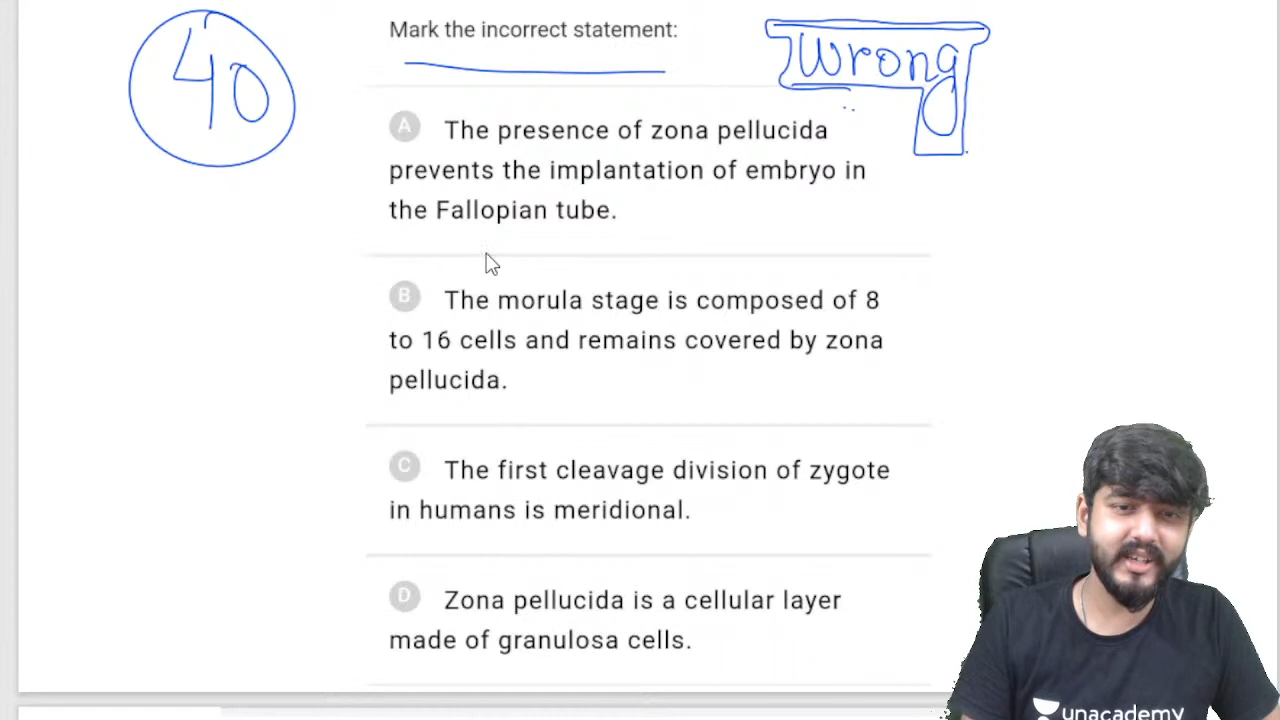 40
Mark the incorrect statement:
Wrong
A The presence of zona pellucida
prevents the implantation of embryo in
the Fallopian tube.
B The morula stage is composed of 8
to 16 cells and remains covered by zona
pellucida.
C The first cleavage division of zygote
in humans is meridional.
D Zona pellucida is a cellular layer
made of granulosa cells.
unacademy